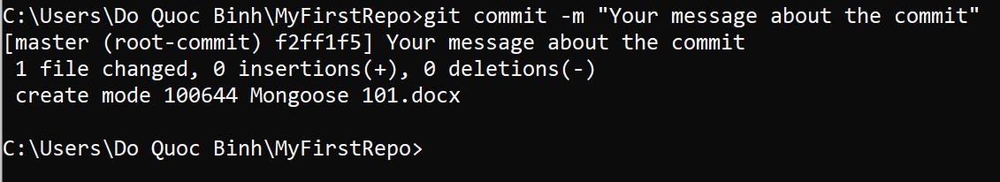 C:\Users\Do Quoc Binh\MyFirstRepo>git commit -m "Your message about the commit"
[master (root-commit) f2ff1f5] Your message about the commit
 1 file changed, 0 insertions(+), 0 deletions(-)
 create mode 100644 Mongoose 101.docx
C:\Users\Do Quoc Binh\MyFirstRepo>